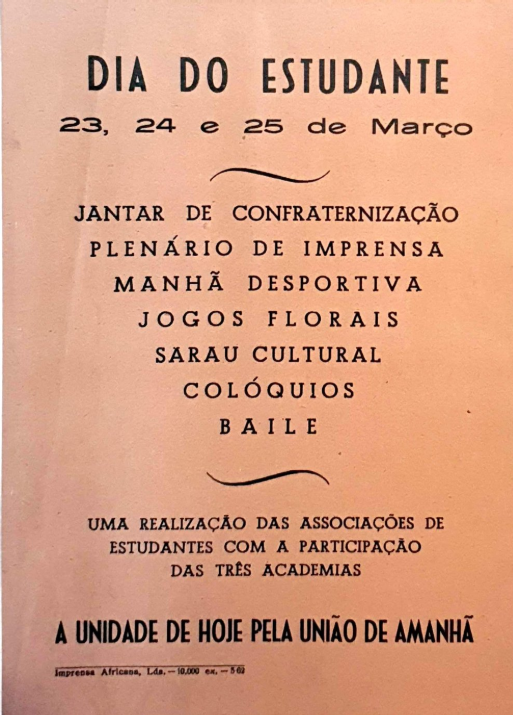 DIA DO ESTUDANTE
23, 24 e 25 de Março
JANTAR DE CONFRATERNIZAÇÃO
PLENÁRIO DE IMPRENSA
MANHÃ DESPORTIVA
JOGOS FLORAIS
SARAU CULTURAL
COLÓQUIOS
BAILE
UMA REALIZAÇÃO DAS ASSOCIAÇÕES DE
ESTUDANTES COM A PARTICIPAÇÃO
DAS TRÊS ACADEMIAS
A UNIDADE DE HOJE PELA UNIÃO DE AMANHÃ
Imprensa Africana, Lda. — 10.000 ex. —